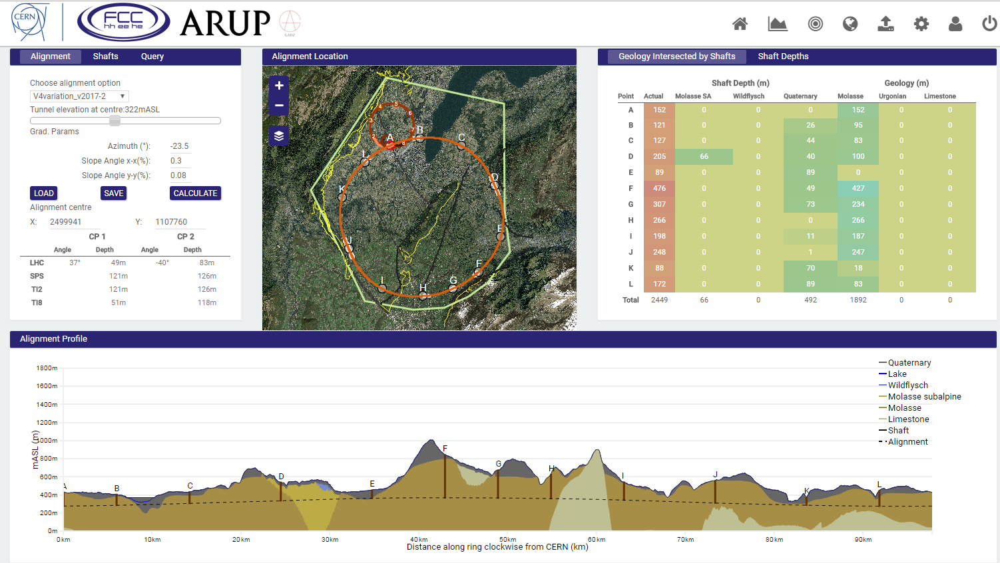 CERN
FCC
hh ee he
ARUP
GADZ
Alignment Shafts Query
Choose alignment option
V4variation_v2017-2
Tunnel elevation at centre:322mASL
Grad. Params
Azimuth (°): -23.5
Slope Angle x-x(%): 0.3
Slope Angle y-y(%): 0.08
LOAD SAVE CALCULATE
Alignment centre
X: 2499941 Y: 1107760
CP 1 CP 2
Angle Depth Angle Depth
LHC 37° 49m -40° 83m
SPS 121m 126m
TI2 121m 126m
TI8 51m 118m
Alignment Location
+
−
5
4 6
3
7 B
2 A 8 C
L
D
K
E
J
F
I H G
Geology Intersected by Shafts Shaft Depths
Shaft Depth (m) Geology (m)
Point Actual Molasse SA Wildflysch Quaternary Molasse Urgonian Limestone
A 152 0 0 0 152 0 0
B 121 0 0 26 95 0 0
C 127 0 0 44 83 0 0
D 205 66 0 40 100 0 0
E 89 0 0 89 0 0 0
F 476 0 0 49 427 0 0
G 307 0 0 73 234 0 0
H 266 0 0 0 266 0 0
I 198 0 0 11 187 0 0
J 248 0 0 1 247 0 0
K 88 0 0 70 18 0 0
L 172 0 0 89 83 0 0
Total 2449 66 0 492 1892 0 0
Alignment Profile
1800m
1600m
1400m
1200m
1000m
800m
600m
400m
200m
0m
mASL (m)
A B C D E F G H I J K L
0km 10km 20km 30km 40km 50km 60km 70km 80km 90km
Distance along ring clockwise from CERN (km)
Quaternary
Lake
Wildflysch
Molasse subalpine
Molasse
Limestone
Shaft
Alignment